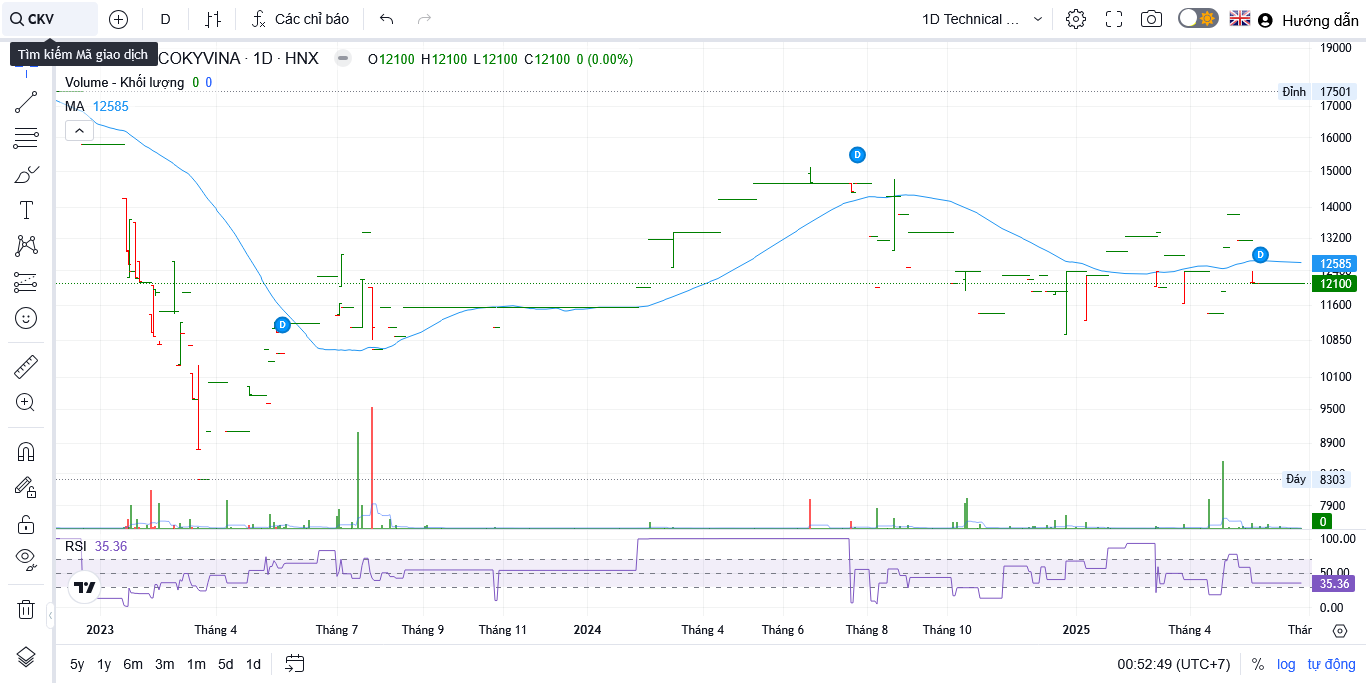 CKV
D
Các chỉ báo
1D Technical ...
Hướng dẫn
Tìm kiếm Mã giao dịch
COKYVINA · 1D · HNX
O12100 H12100 L12100 C12100 0 (0.00%)
Volume - Khối lượng 0 0
MA 12585
19000
Đỉnh 17501
17000
16000
15000
14000
13200
12585
12100
11600
10850
10100
9500
8900
Đáy 8303
7900
0
D
D
D
RSI 35.36
100.00
50.00
35.36
0.00
2023
Tháng 4
Tháng 7
Tháng 9
Tháng 11
2024
Tháng 4
Tháng 6
Tháng 8
Tháng 10
2025
Tháng 4
Thár
5y 1y 6m 3m 1m 5d 1d
00:52:49 (UTC+7)
% log tự động